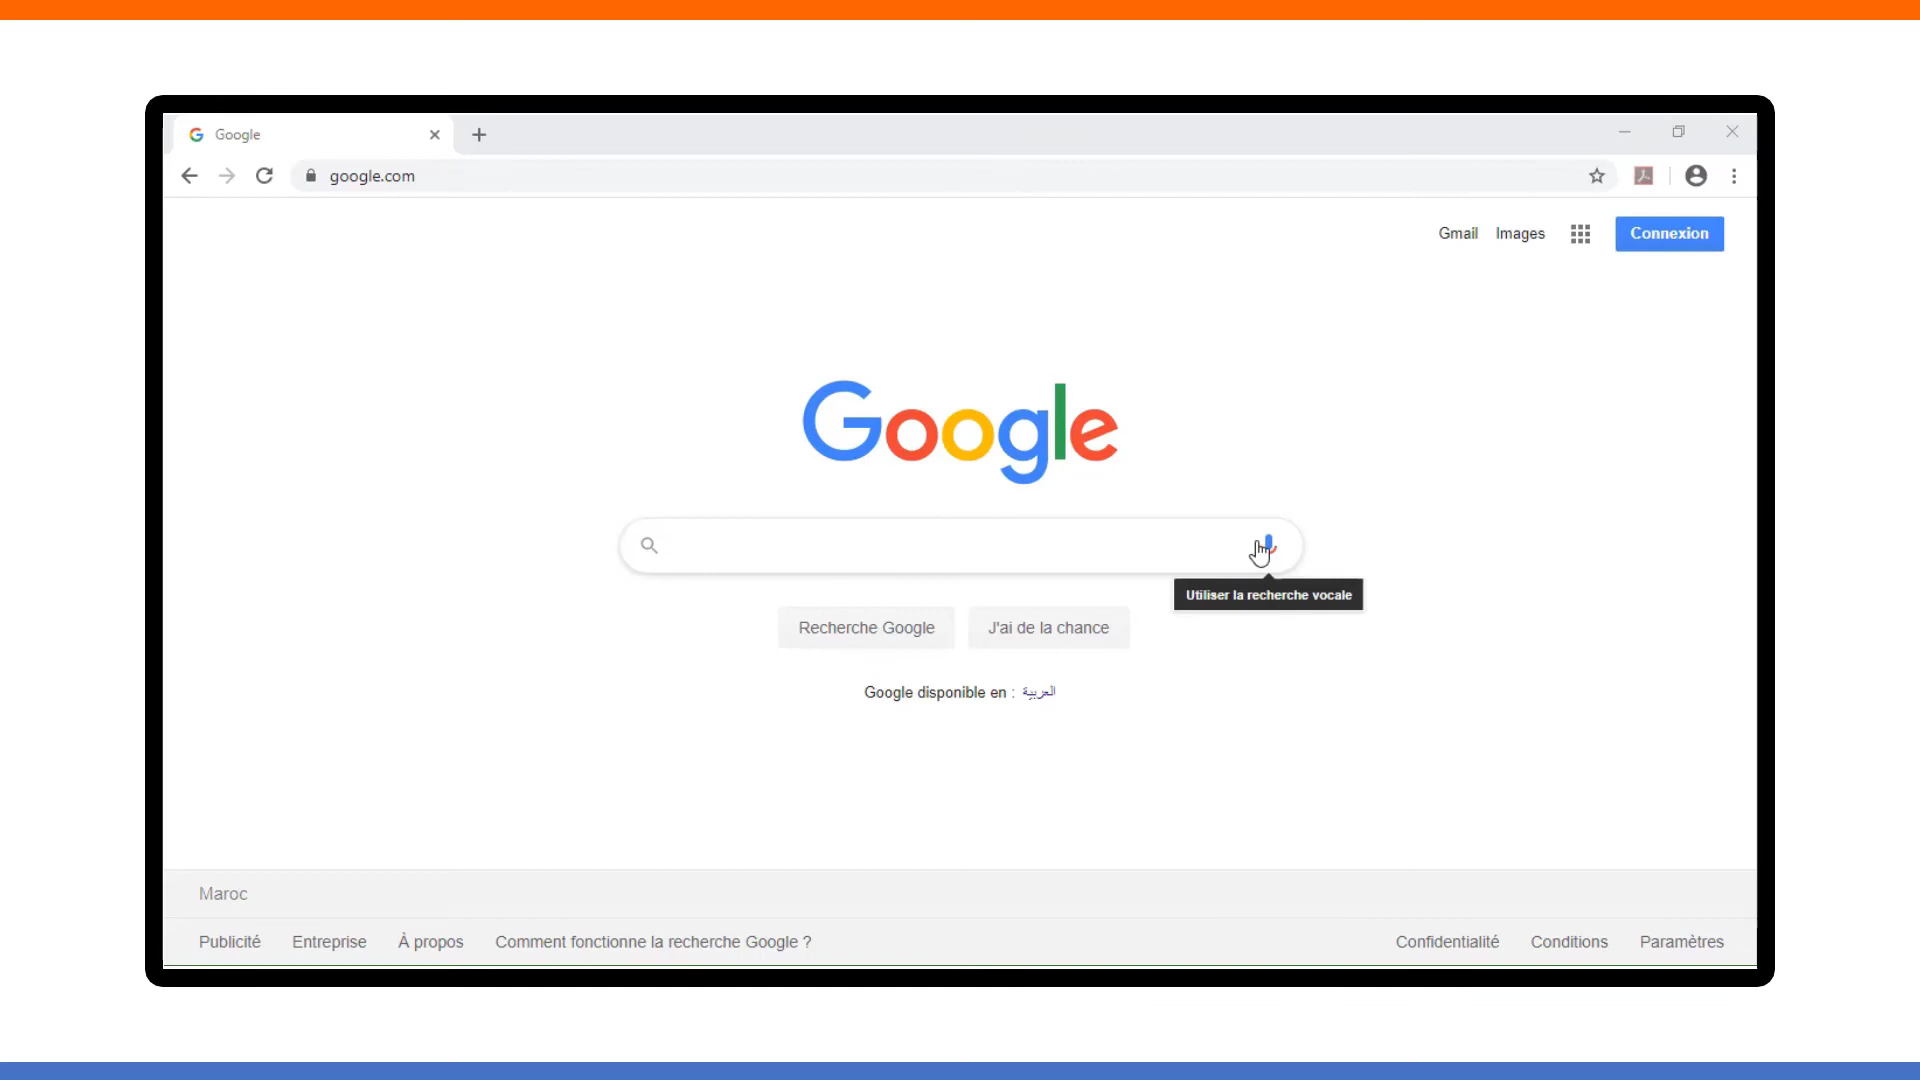 Google
google.com
Gmail Images Connexion
Google
Utiliser la recherche vocale
Recherche Google J'ai de la chance
Google disponible en : العربية
Maroc
Publicité Entreprise À propos Comment fonctionne la recherche Google ? Confidentialité Conditions Paramètres